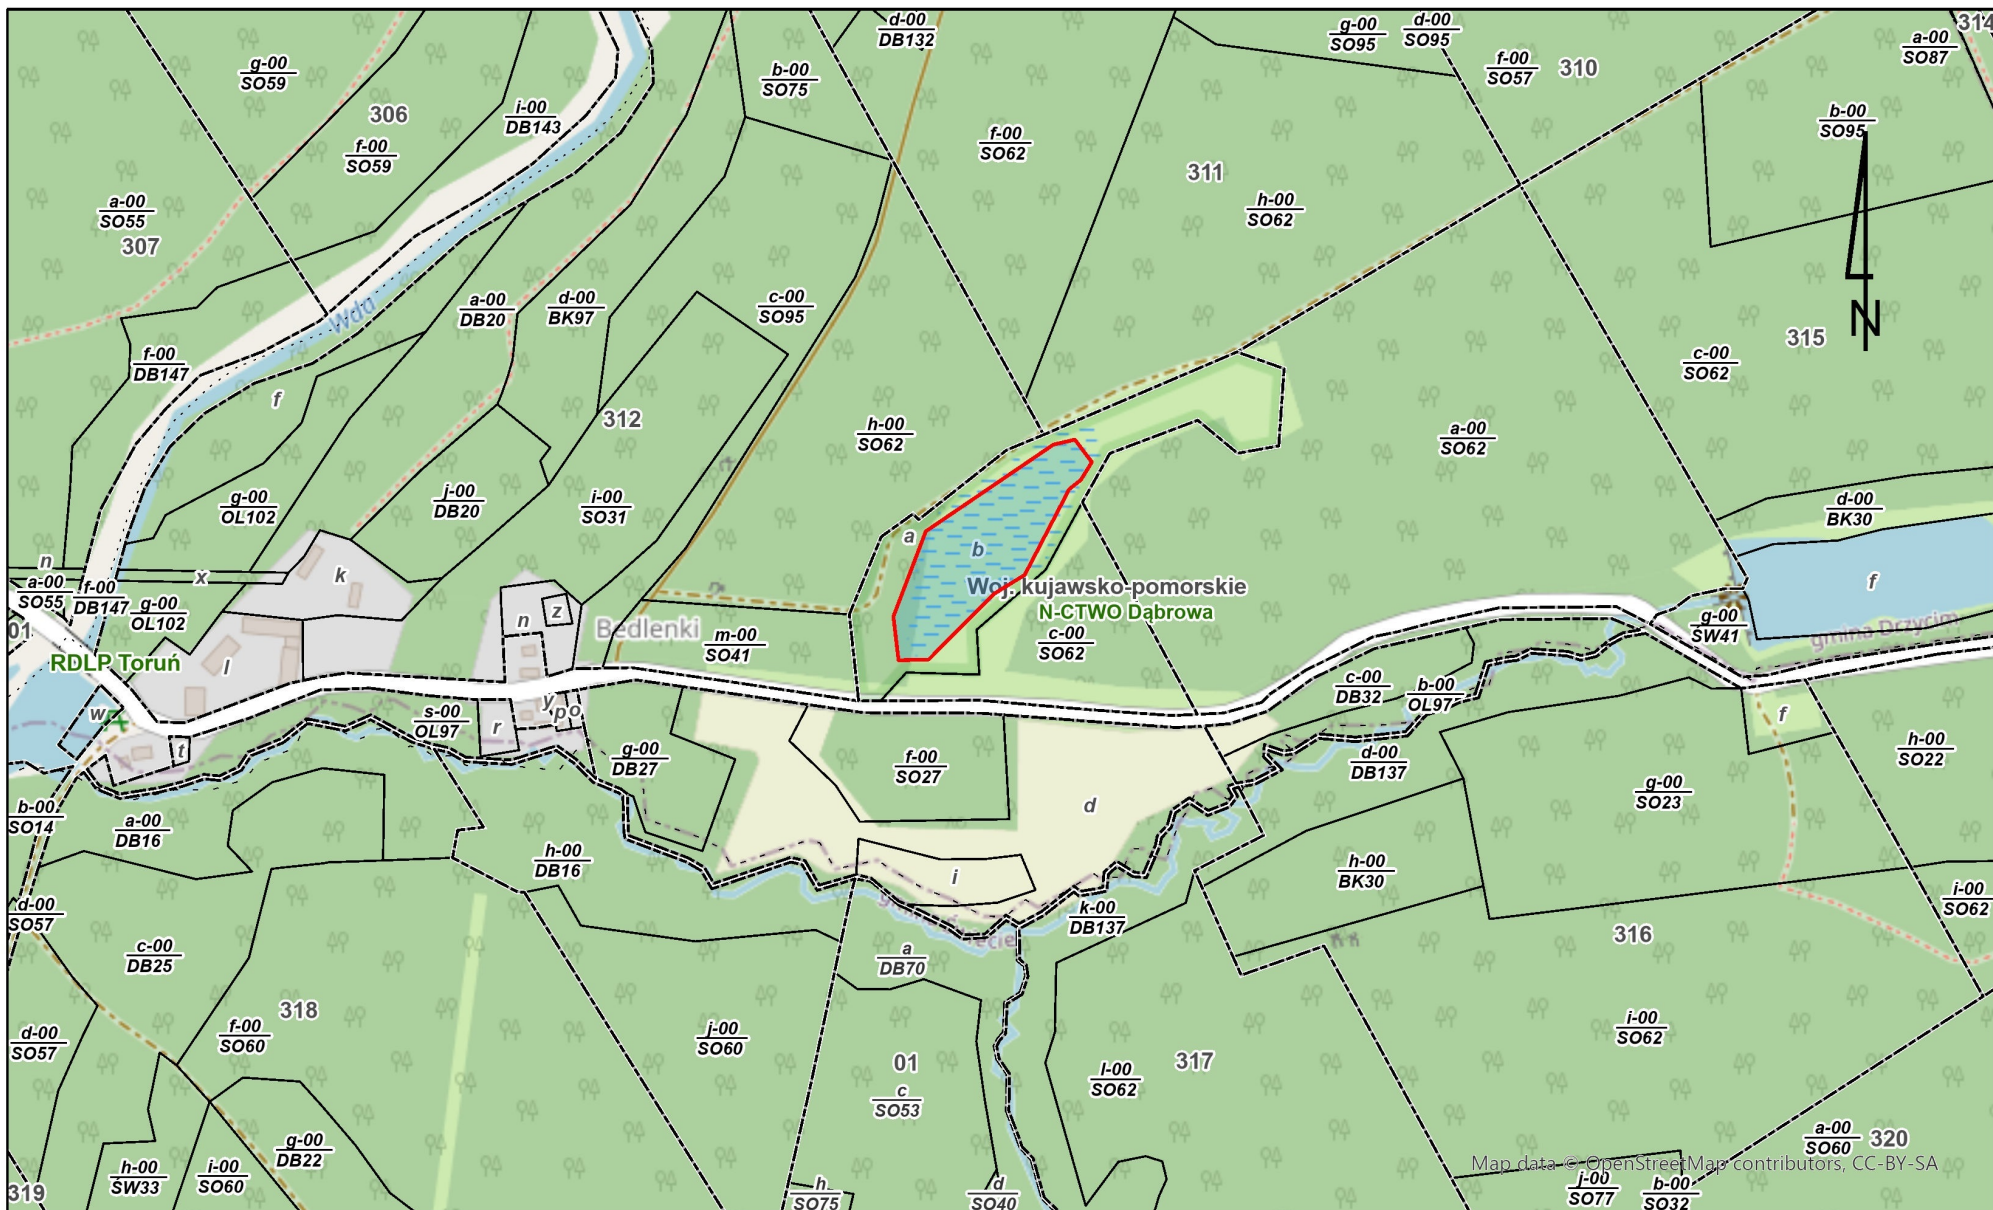 d-00
DB132
g-00
SO95
d-00
SO95
314
a-00
SO87
g-00
SO59
b-00
SO75
f-00
SO57
310
306
i-00
DB143
b-00
SO95
f-00
SO59
f-00
SO62
311
a-00
SO55
307
h-00
SO62
Wda
a-00
DB20
d-00
BK97
c-00
SO95
N
315
f-00
DB147
c-00
SO62
f
312
h-00
SO62
a-00
SO62
g-00
OL102
j-00
DB20
i-00
SO31
d-00
BK30
a
b
n
x
k
f
a-00
SO55
f-00
DB147
g-00
OL102
Woj. kujawsko-pomorskie
N-CTWO Dąbrowa
z
n
01
Bedlenki
m-00
SO41
c-00
SO62
g-00
SW41
gmina Drzycim
RDLP Toruń
l
c-00
DB32
b-00
OL97
w
s-00
OL97
r
y
p
o
f
t
g-00
DB27
f-00
SO27
d-00
DB137
h-00
SO22
g-00
SO23
d
b-00
SO14
a-00
DB16
h-00
DB16
i
h-00
BK30
i-00
SO62
d-00
SO57
k-00
DB137
316
c-00
DB25
a
DB70
318
d-00
SO57
f-00
SO60
j-00
SO60
01
317
i-00
SO62
c
SO53
l-00
SO62
g-00
DB22
a-00
SO60
320
h-00
SW33
i-00
SO60
Map data © OpenStreetMap contributors, CC-BY-SA
319
h
SO75
d
SO40
j-00
SO77
b-00
SO32